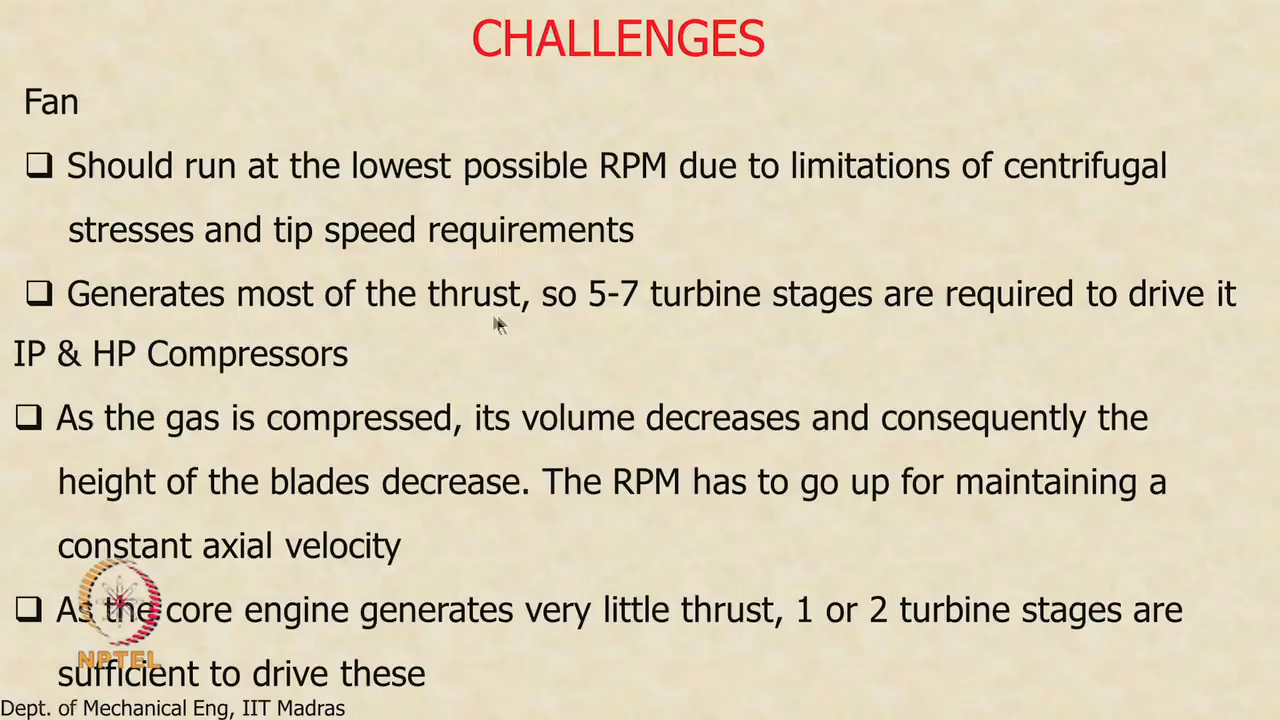 CHALLENGES
Fan
❑ Should run at the lowest possible RPM due to limitations of centrifugal
stresses and tip speed requirements
❑ Generates most of the thrust, so 5-7 turbine stages are required to drive it
IP & HP Compressors
❑ As the gas is compressed, its volume decreases and consequently the
height of the blades decrease. The RPM has to go up for maintaining a
constant axial velocity
❑ As the core engine generates very little thrust, 1 or 2 turbine stages are
sufficient to drive these
NPTEL
Dept. of Mechanical Eng, IIT Madras